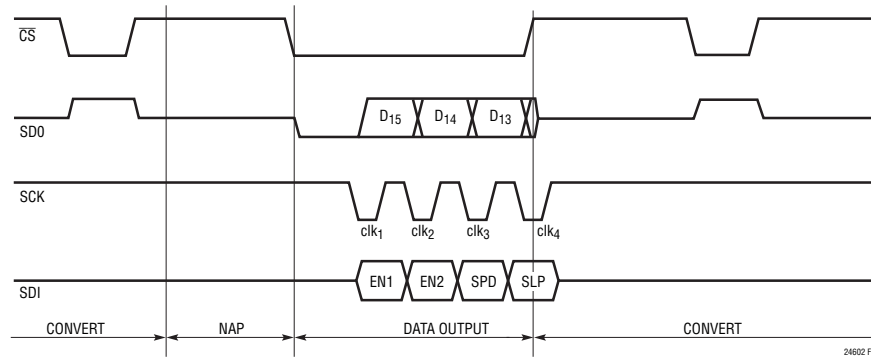 CS
SD0
D15 D14 D13
SCK
clk1 clk2 clk3 clk4
SDI
EN1 EN2 SPD SLP
CONVERT NAP DATA OUTPUT CONVERT
24602 F